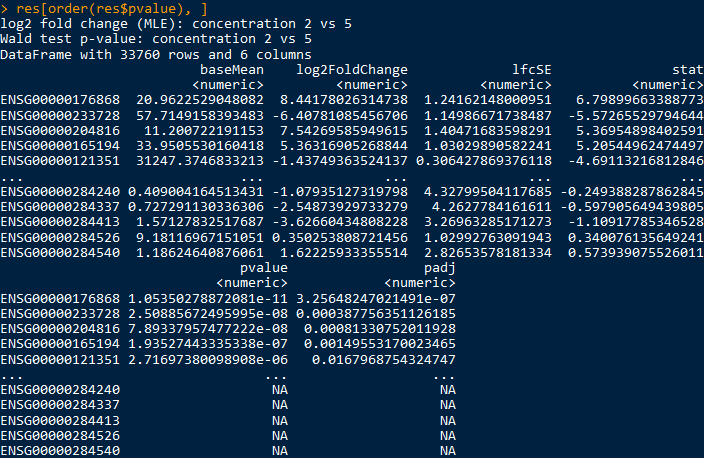 > res[order(res$pvalue), ]
log2 fold change (MLE): concentration 2 vs 5
Wald test p-value: concentration 2 vs 5
DataFrame with 33760 rows and 6 columns
baseMean log2FoldChange lfcSE stat
<numeric> <numeric> <numeric> <numeric>
ENSG00000176868 20.9622529048082 8.44178026314738 1.24162148000951 6.79899663388773
ENSG00000233728 57.7149158393483 -6.40781085456706 1.14986671738487 -5.57265529794644
ENSG00000204816 11.200722191153 7.54269585949615 1.40471683598291 5.36954898402591
ENSG00000165194 33.9505530160418 5.36316905268844 1.03029890582241 5.20544962474497
ENSG00000121351 31247.3746833213 -1.43749363524137 0.306427869376118 -4.69113216812846
... ... ... ... ...
ENSG00000284240 0.409004164513431 -1.07935127319798 4.32799504117685 -0.249388287862845
ENSG00000284337 0.727291130336306 -2.54873929733279 4.2627784161611 -0.597905649439805
ENSG00000284413 1.57127832517687 -3.62660434808228 3.26963285171273 -1.10917785346528
ENSG00000284526 9.18116967151051 0.350253808721456 1.02992763091943 0.340076135649241
ENSG00000284540 1.18624640876061 1.62225933355514 2.82653578181334 0.573939075526011
pvalue padj
<numeric> <numeric>
ENSG00000176868 1.05350278872081e-11 3.25648247021491e-07
ENSG00000233728 2.50885672495995e-08 0.000387756351126185
ENSG00000204816 7.89337957477222e-08 0.00081330752011928
ENSG00000165194 1.93527443335338e-07 0.00149553170023465
ENSG00000121351 2.71697380098908e-06 0.0167968754324747
... ... ...
ENSG00000284240 NA NA
ENSG00000284337 NA NA
ENSG00000284413 NA NA
ENSG00000284526 NA NA
ENSG00000284540 NA NA